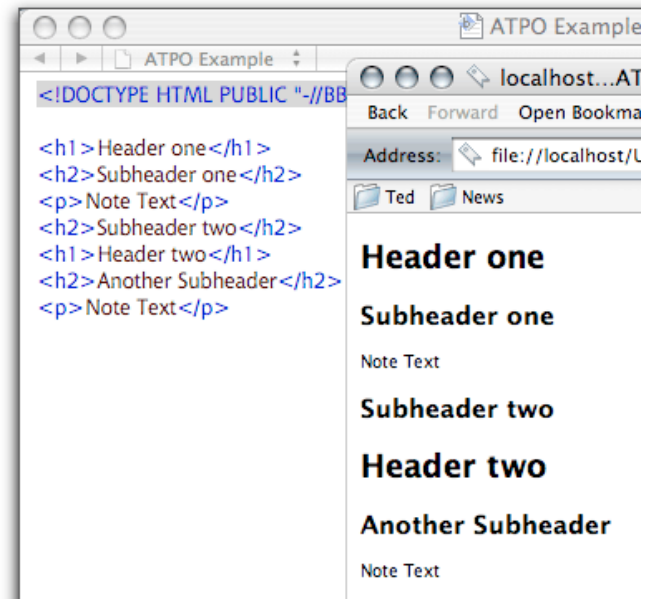 ATPO Example
ATPO Example
<!DOCTYPE HTML PUBLIC "-//BB
<h1>Header one</h1>
<h2>Subheader one</h2>
<p>Note Text</p>
<h2>Subheader two</h2>
<h1>Header two</h1>
<h2>Another Subheader</h2>
<p>Note Text</p>
localhost...AT
Back Forward Open Bookma
Address: file://localhost/U
Ted News
Header one
Subheader one
Note Text
Subheader two
Header two
Another Subheader
Note Text